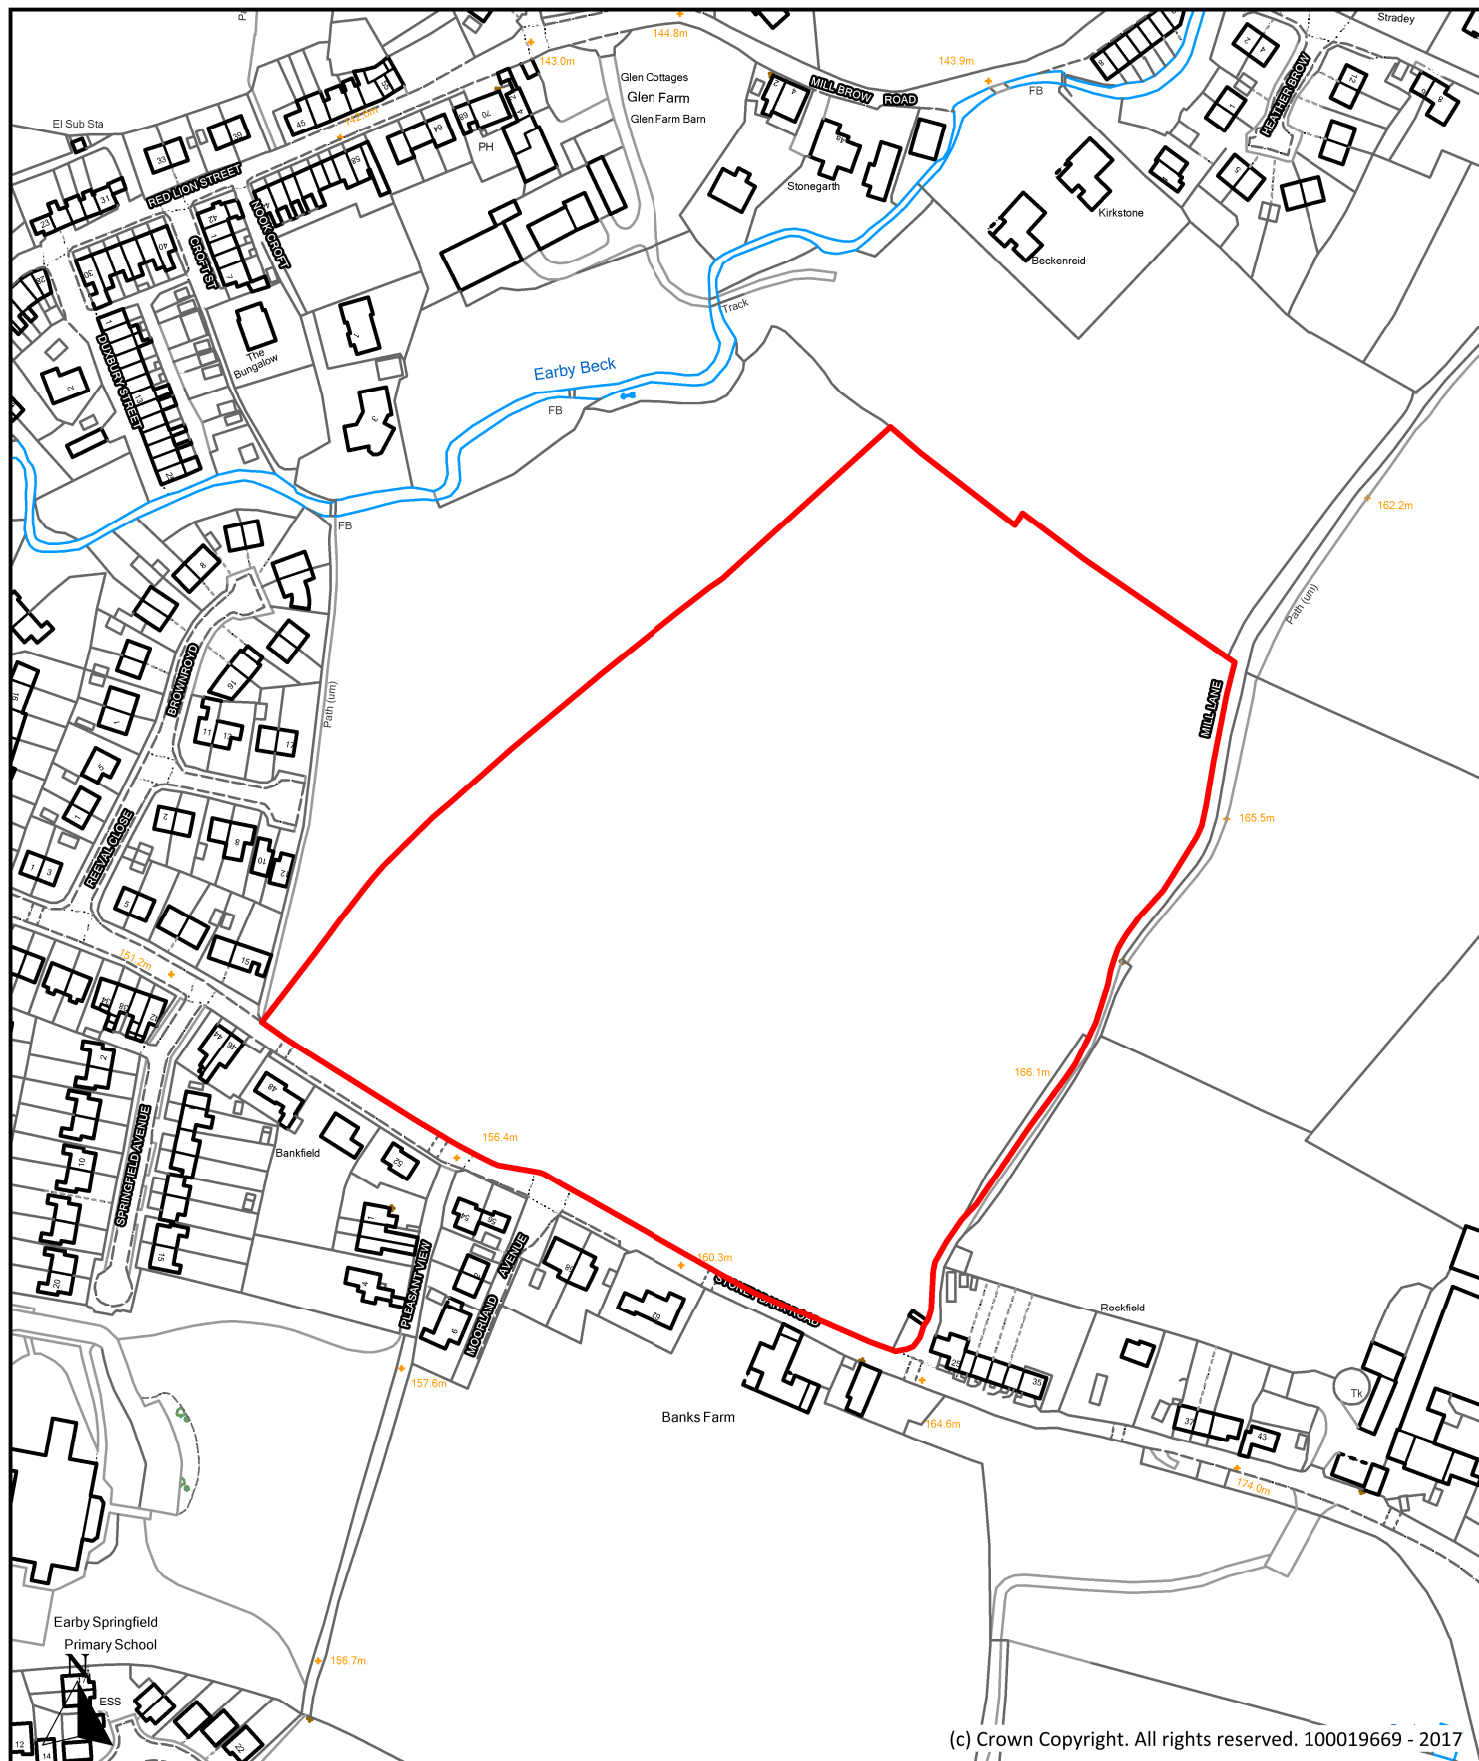 Stradey
144.8m
143.0m
143.9m
Glen Cottages
Glen Farm
Glen Farm Barn
MILL BROW ROAD
FB
HEATHER BROW
El Sub Sta
142.6m
PH
RED LION STREET
NOOK CROFT
CROFT ST
Stonegarth
Kirkstone
Beckenreid
Track
The
Bungalow
DUXBURY STREET
Earby Beck
FB
FB
162.2m
Path (um)
BROWNROYD
Path (um)
MILL LANE
165.5m
REEVAL CLOSE
151.2m
166.1m
SPRINGFIELD AVENUE
Bankfield
156.4m
160.3m
STONEY BANK ROAD
PLEASANT VIEW
MOORLAND AVENUE
Rockfield
157.6m
Banks Farm
164.6m
Tk
174.0m
Earby Springfield
Primary School
N
156.7m
ESS
(c) Crown Copyright. All rights reserved. 100019669 - 2017